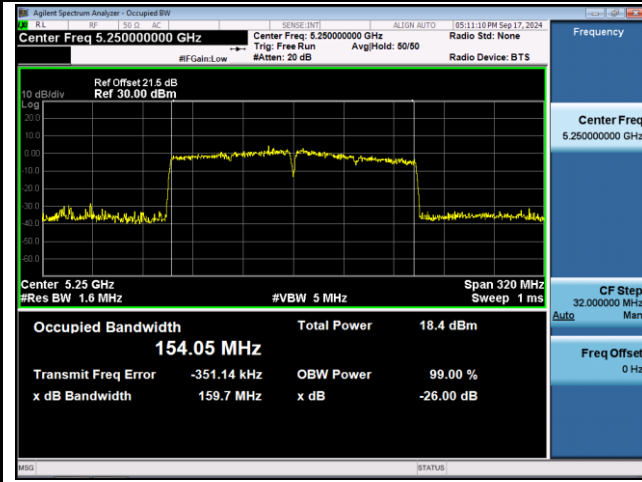 Agilent Spectrum Analyzer - Occupied BW
RL RF 50 Ω AC SENSE:INT ALIGN AUTO 05:11:10 PM Sep 17, 2024
Center Freq 5.250000000 GHz
Center Freq: 5.250000000 GHz Radio Std: None
Trig: Free Run Avg|Hold: 50/50
#IFGain:Low #Atten: 20 dB Radio Device: BTS
Frequency
Ref Offset 21.5 dB
10 dB/div Ref 30.00 dBm
Log
20.0
10.0
0.00
-10.0
-20.0
-30.0
-40.0
-50.0
-60.0
Center Freq
5.250000000 GHz
Center 5.25 GHz Span 320 MHz
#Res BW 1.6 MHz #VBW 5 MHz Sweep 1 ms
CF Step
32.000000 MHz
Auto Man
Occupied Bandwidth Total Power 18.4 dBm
154.05 MHz
Transmit Freq Error -351.14 kHz OBW Power 99.00 %
x dB Bandwidth 159.7 MHz x dB -26.00 dB
Freq Offset
0 Hz
MSG STATUS